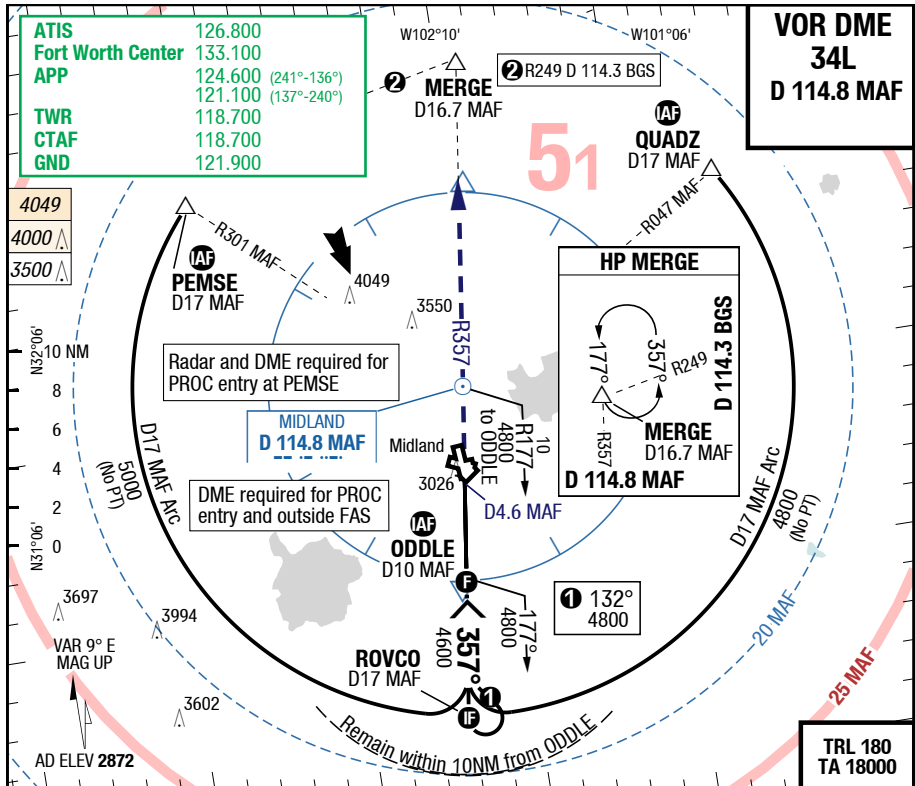 ATIS 126.800
Fort Worth Center 133.100
APP 124.600 (241°-136°)
121.100 (137°-240°)
TWR 118.700
CTAF 118.700
GND 121.900
W102°10'
W101°06'
VOR DME
34L
D 114.8 MAF
2 R249 D 114.3 BGS
2
MERGE
D16.7 MAF
IAF
QUADZ
D17 MAF
51
4049
4000
3500
R047 MAF
R301 MAF
IAF
PEMSE
D17 MAF
4049
3550
R357
HP MERGE
177°
357°
R249
D 114.3 BGS
MERGE
D16.7 MAF
R357
D 114.8 MAF
N32°06'
10 NM
8
6
4
2
0
N31°06'
Radar and DME required for
PROC entry at PEMSE
MIDLAND
D 114.8 MAF
10
R177
4800
to ODDLE
Midland
3026
D4.6 MAF
DME required for PROC
entry and outside FAS
D17 MAF Arc
5000
(No PT)
D17 MAF Arc
4800
(No PT)
IAF
ODDLE
D10 MAF
F
1 132°
4800
177°
4800
357°
4600
3697
3994
3602
VAR 9° E
MAG UP
AD ELEV 2872
ROVCO
D17 MAF
IF
1
Remain within 10NM from ODDLE
20 MAF
25 MAF
TRL 180
TA 18000